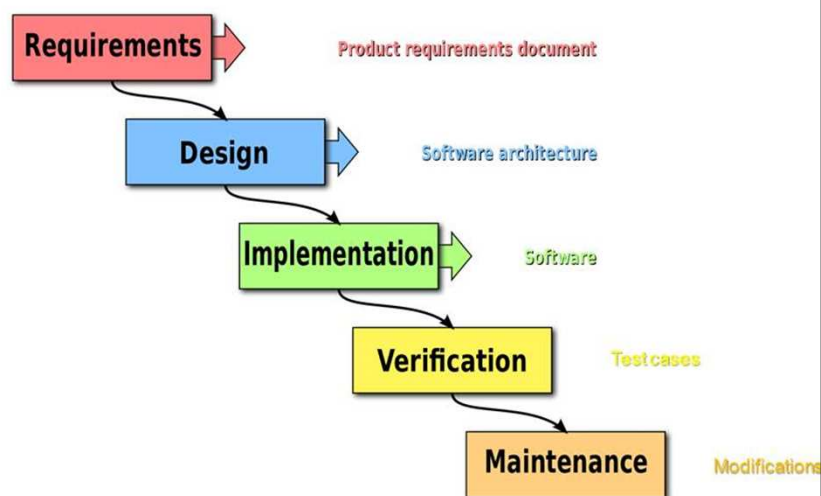 Requirements
Product requirements document
Design
Software architecture
Implementation
Software
Verification
Test cases
Maintenance
Modifications